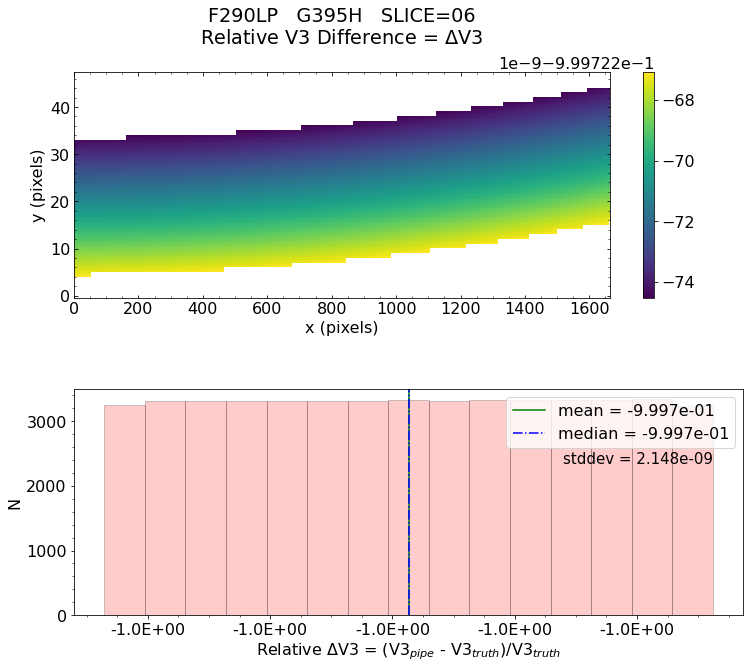 F290LP G395H SLICE=06
Relative V3 Difference = ΔV3
1e−9−9.99722e−1
y (pixels)
40
30
20
10
0
0 200 400 600 800 1000 1200 1400 1600
x (pixels)
−68
−70
−72
−74
N
3000
2000
1000
0
mean = -9.997e-01
median = -9.997e-01
stddev = 2.148e-09
-1.0E+00 -1.0E+00 -1.0E+00 -1.0E+00 -1.0E+00
Relative ΔV3 = (V3pipe - V3truth)/V3truth